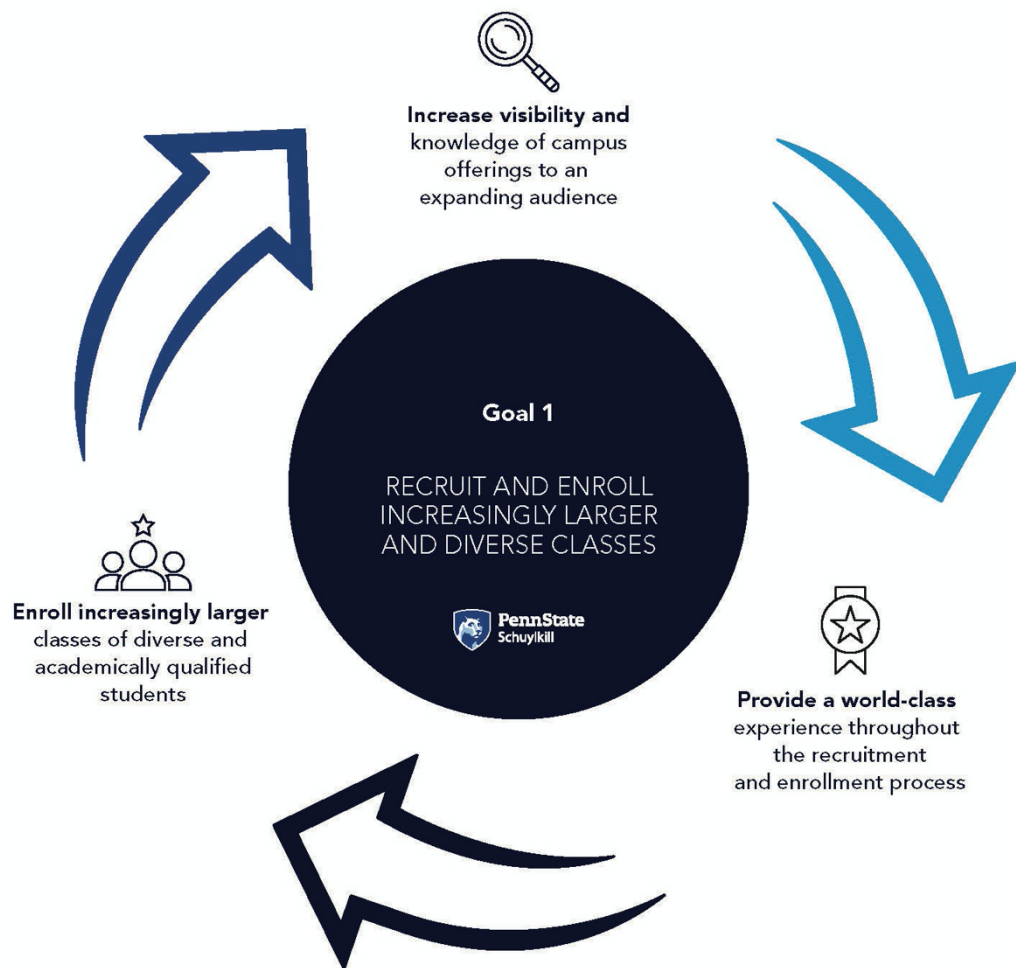 Increase visibility and
knowledge of campus
offerings to an
expanding audience
Goal 1
RECRUIT AND ENROLL
INCREASINGLY LARGER
AND DIVERSE CLASSES
PennState
Schuylkill
Enroll increasingly larger
classes of diverse and
academically qualified
students
Provide a world-class
experience throughout
the recruitment
and enrollment process